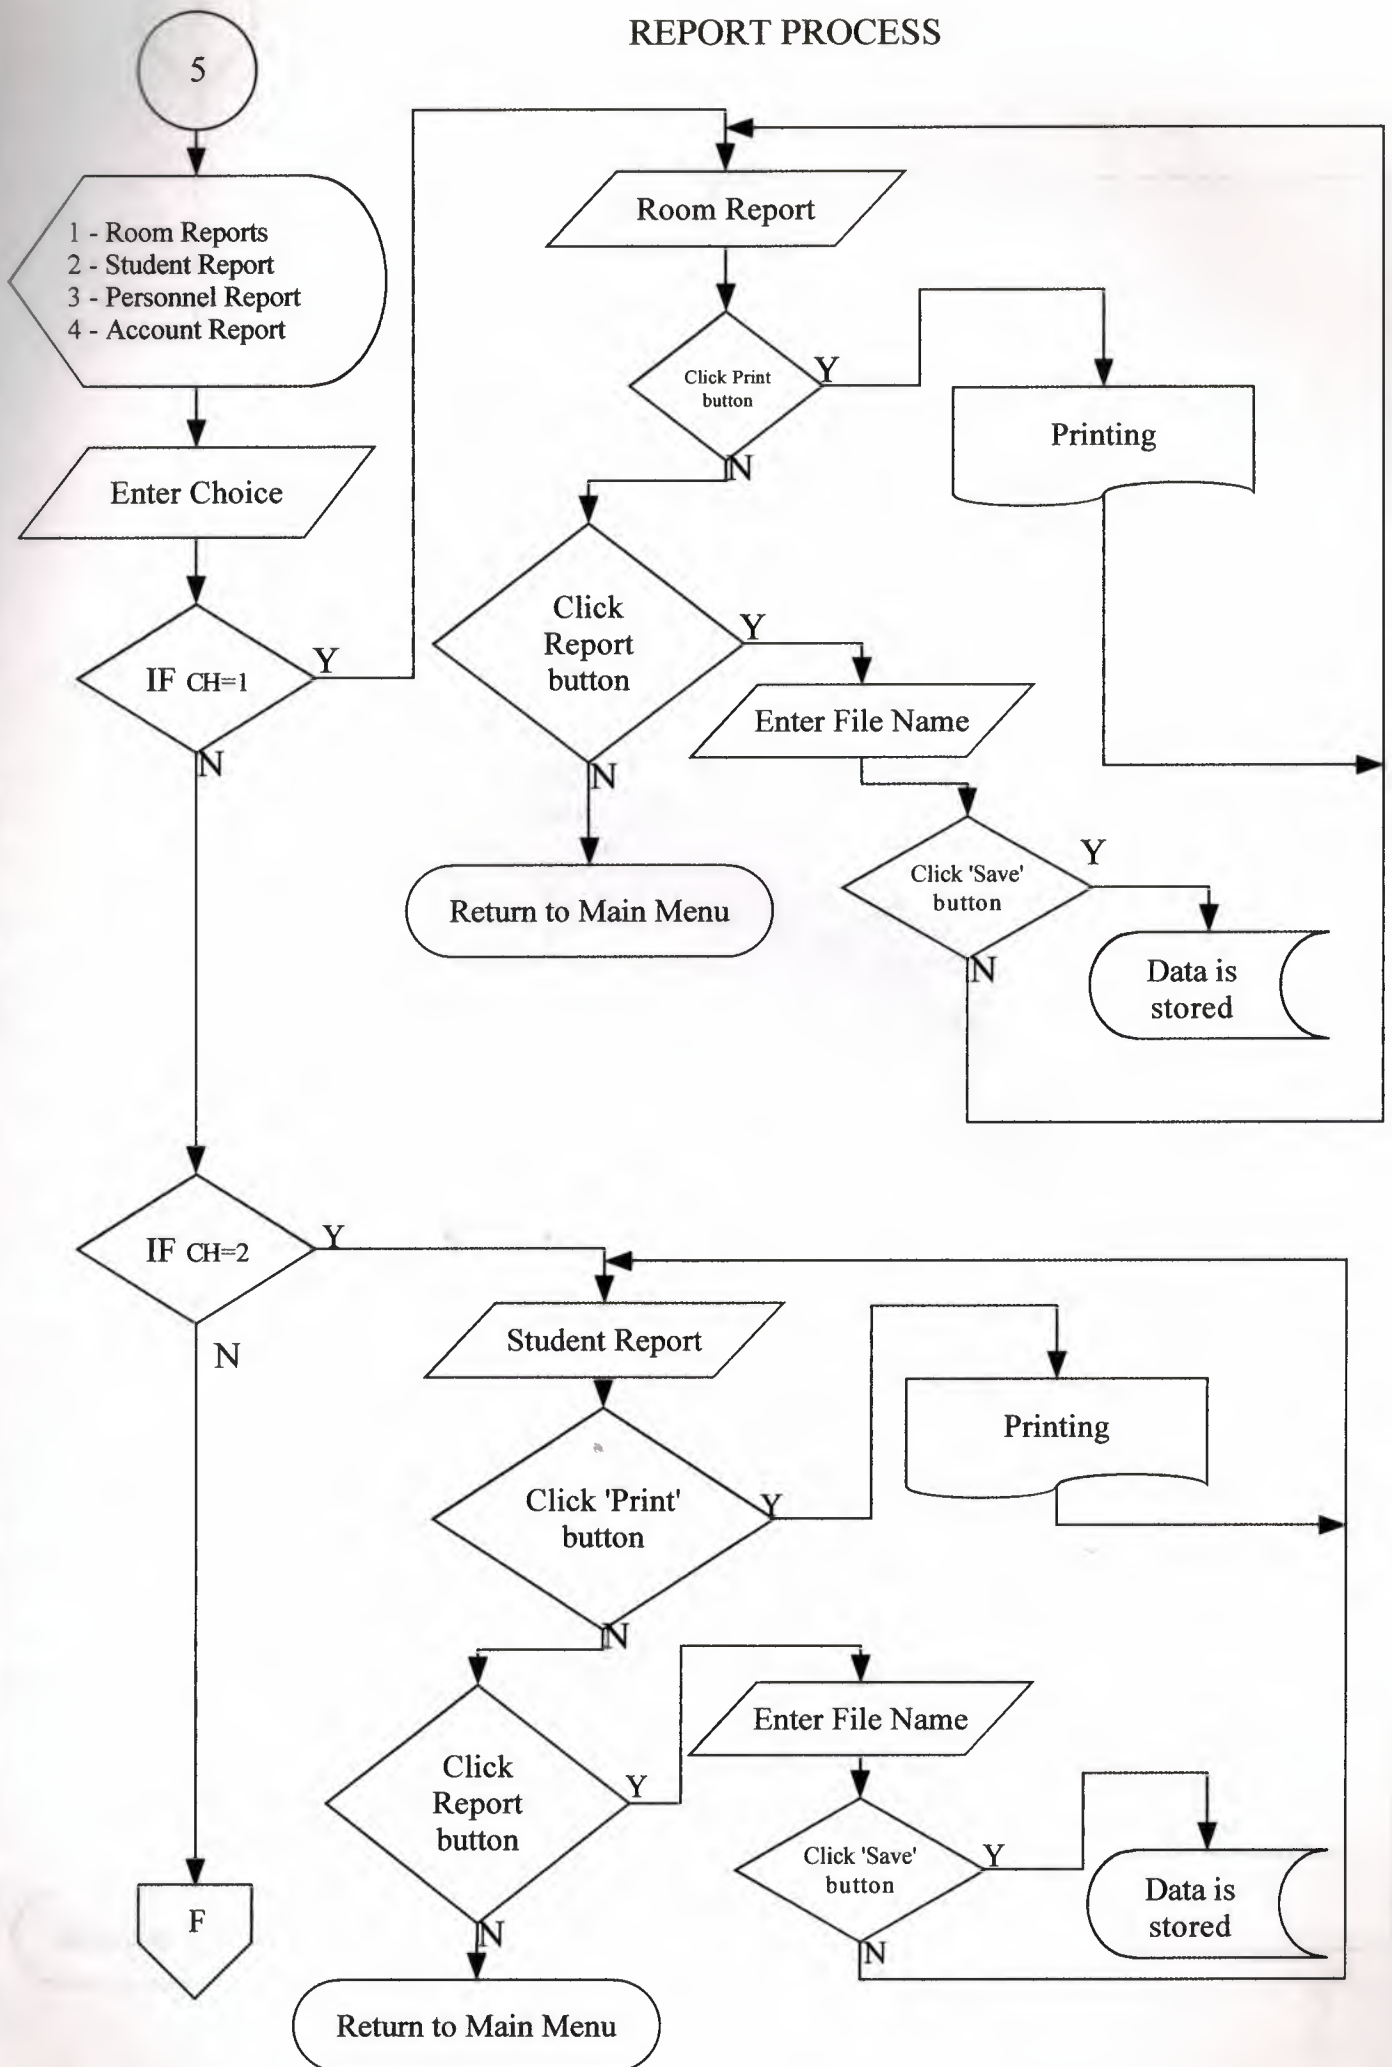 REPORT PROCESS
5
1 - Room Reports
2 - Student Report
3 - Personnel Report
4 - Account Report
Enter Choice
IF CH=1
Y
N
Room Report
Click Print
button
Y
N
Printing
Click
Report
button
Y
N
Enter File Name
Return to Main Menu
Click 'Save'
button
Y
N
Data is
stored
IF CH=2
Y
N
Student Report
Click 'Print'
button
Y
N
Printing
Click
Report
button
Y
N
Enter File Name
Click 'Save'
button
Y
N
Data is
stored
F
Return to Main Menu